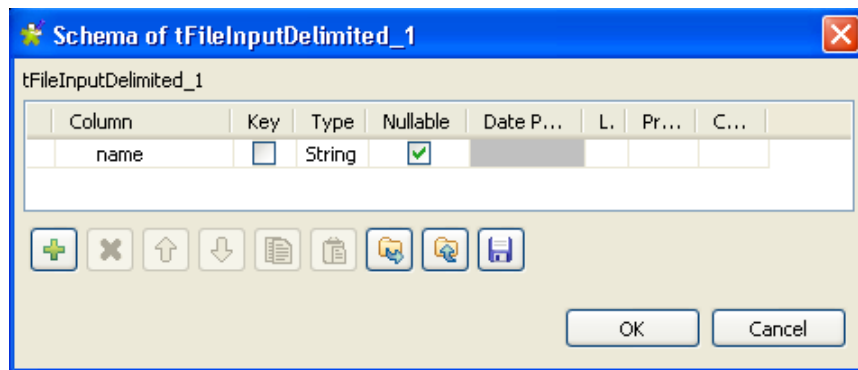 Schema of tFileInputDelimited_1
tFileInputDelimited_1
Column Key Type Nullable Date P... L. Pr... C...
name String
OK Cancel